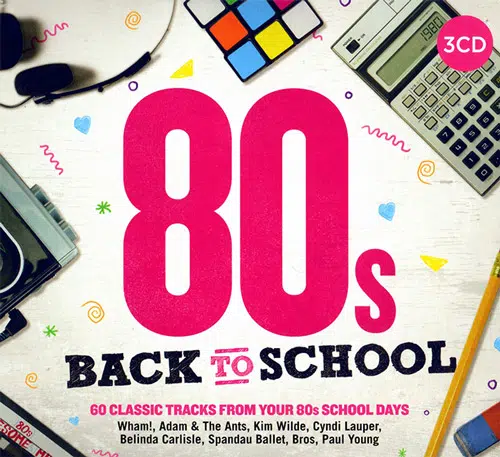 3CD
1980
80s
BACK TO SCHOOL
60 CLASSIC TRACKS FROM YOUR 80s SCHOOL DAYS
Wham!, Adam & The Ants, Kim Wilde, Cyndi Lauper,
Belinda Carlisle, Spandau Ballet, Bros, Paul Young
80s